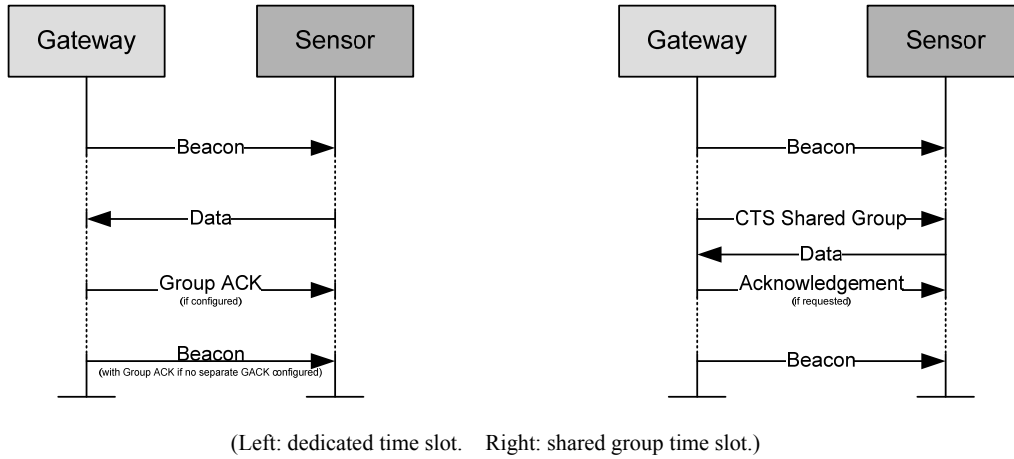 Gateway
Sensor
Beacon
Data
Group ACK
(if configured)
Beacon
(with Group ACK if no separate GACK configured)
Gateway
Sensor
Beacon
CTS Shared Group
Data
Acknowledgement
(if requested)
Beacon
(Left: dedicated time slot. Right: shared group time slot.)